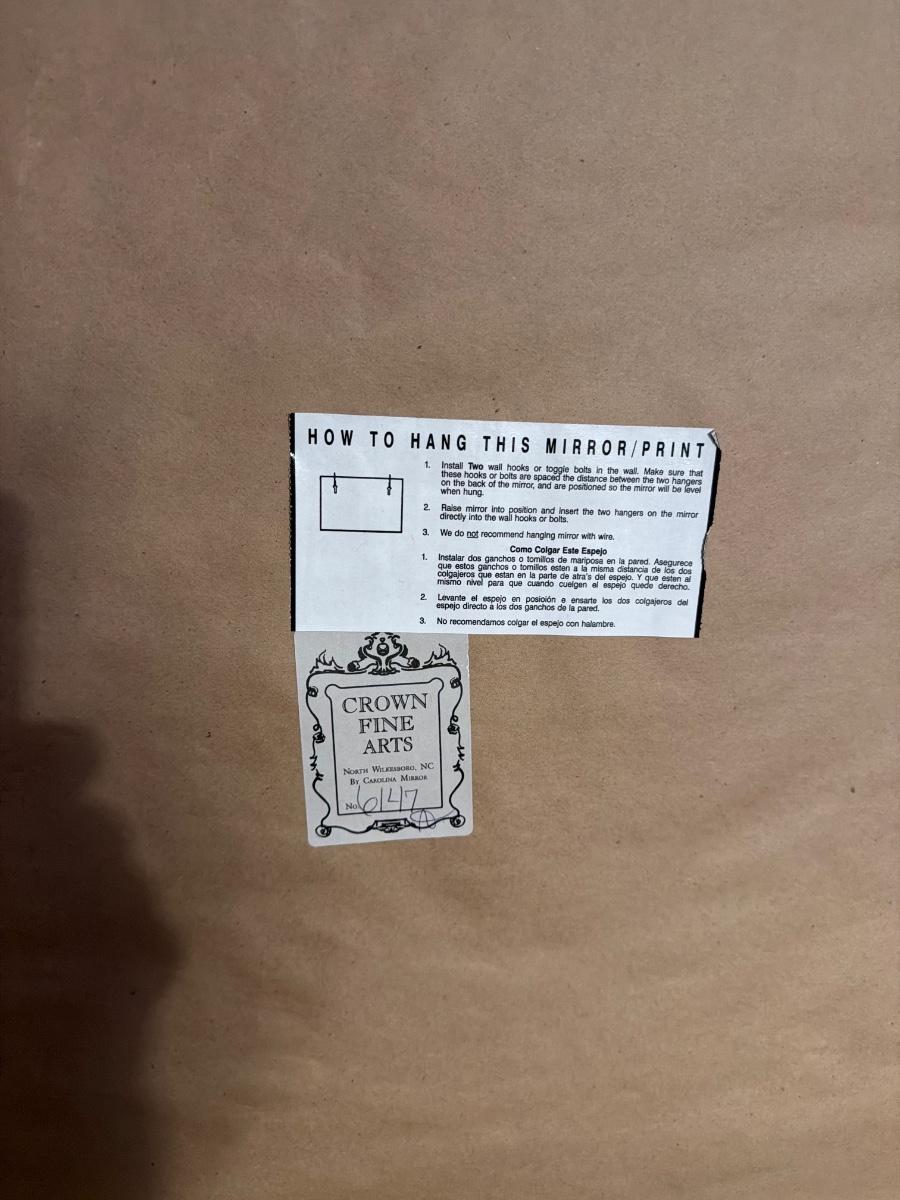 HOW TO HANG THIS MIRROR/PRINT
1. Install Two wall hooks or toggle bolts in the wall. Make sure that
these hooks or bolts are spaced the distance between the two hangers
on the back of the mirror, and are positioned so the mirror will be level
when hung.
2. Raise mirror into position and insert the two hangers on the mirror
directly into the wall hooks or bolts.
3. We do not recommend hanging mirror with wire.
Como Colgar Este Espejo
1. Instalar dos ganchos o tomillos de mariposa en la pared. Asegurece
que estos ganchos o tomillos esten a la misma distancia de los dos
colgajeros que estan en la parte de atra's del espejo. Y que esten al
mismo nivel para que cuando cuelgen el espejo quede derecho.
2. Levante el espejo en posición e ensarte los dos colgajeros del
espejo directo a los dos ganchos de la pared.
3. No recomendamos colgar el espejo con halambre.
CROWN
FINE
ARTS
NORTH WILKESBORO, NC
BY CAROLINA MIRROR
No 6147